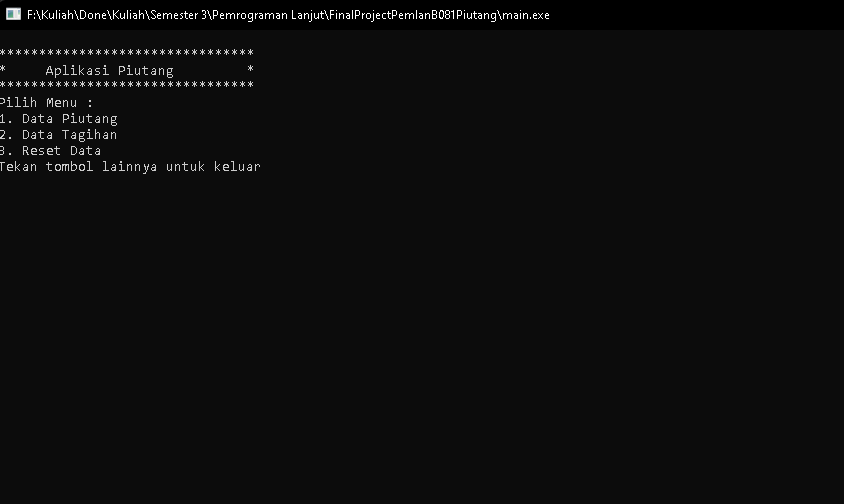 F:\Kuliah\Done\Kuliah\Semester 3\Pemrograman Lanjut\FinalProjectPemlanB081Piutang\main.exe
********************************
*     Aplikasi Piutang         *
********************************
Pilih Menu :
1. Data Piutang
2. Data Tagihan
3. Reset Data
Tekan tombol lainnya untuk keluar